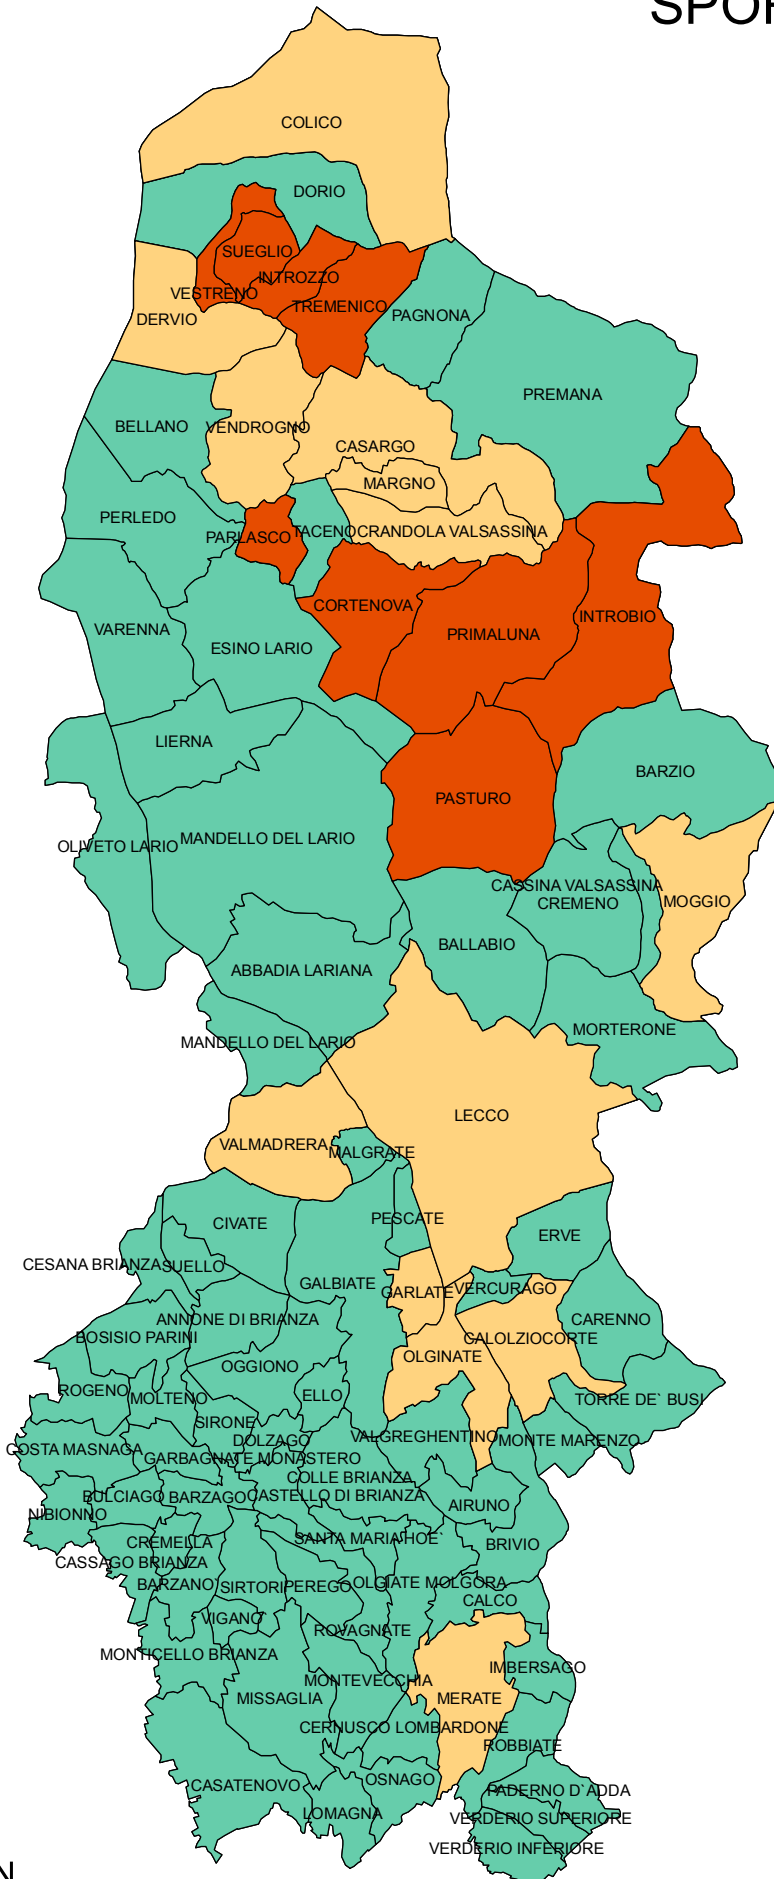 SPOR
COLICO
DORIO
SUEGLIO
INTROZZO
VESTRENO
TREMENICO
DERVIO
PAGNONA
PREMANA
BELLANO
VENDROGNO
CASARGO
MARGNO
PERLEDO
PARLASCO
TACENO
CRANDOLA VALSASSINA
CORTENOVA
INTROBIO
VARENNA
PRIMALUNA
ESINO LARIO
LIERNA
BARZIO
PASTURO
OLIVETO LARIO
MANDELLO DEL LARIO
CASSINA VALSASSINA
CREMENO
MOGGIO
BALLABIO
ABBADIA LARIANA
MORTERONE
MANDELLO DEL LARIO
LECCO
VALMADRERA
MALGRATE
CIVATE
PESCATE
ERVE
CESANA BRIANZA
SUELLO
GALBIATE
GARLATE
VERCURAGO
ANNONE DI BRIANZA
CARENNO
BOSISIO PARINI
CALOLZIOCORTE
OLGINATE
OGGIONO
ROGENO
MOLTENO
ELLO
TORRE DE` BUSI
SIRONE
DOLZAGO
VALGREGHENTINO
MONTE MARENZO
COSTA MASNAGA
GARBAGNATE MONASTERO
COLLE BRIANZA
BULCIAGO
BARZAGO
CASTELLO DI BRIANZA
AIRUNO
NIBIONNO
SANTA MARIA HOE`
CREMELLA
BRIVIO
CASSAGO BRIANZA
BARZANO`
SIRTORI
PEREGO
OLGIATE MOLGORA
CALCO
VIGANO`
ROVAGNATE
MONTICELLO BRIANZA
IMBERSAGO
MONTEVECCHIA
MISSAGLIA
MERATE
CERNUSCO LOMBARDONE
ROBBIATE
OSNAGO
CASATENOVO
PADERNO D`ADDA
LOMAGNA
VERDERIO SUPERIORE
VERDERIO INFERIORE
N